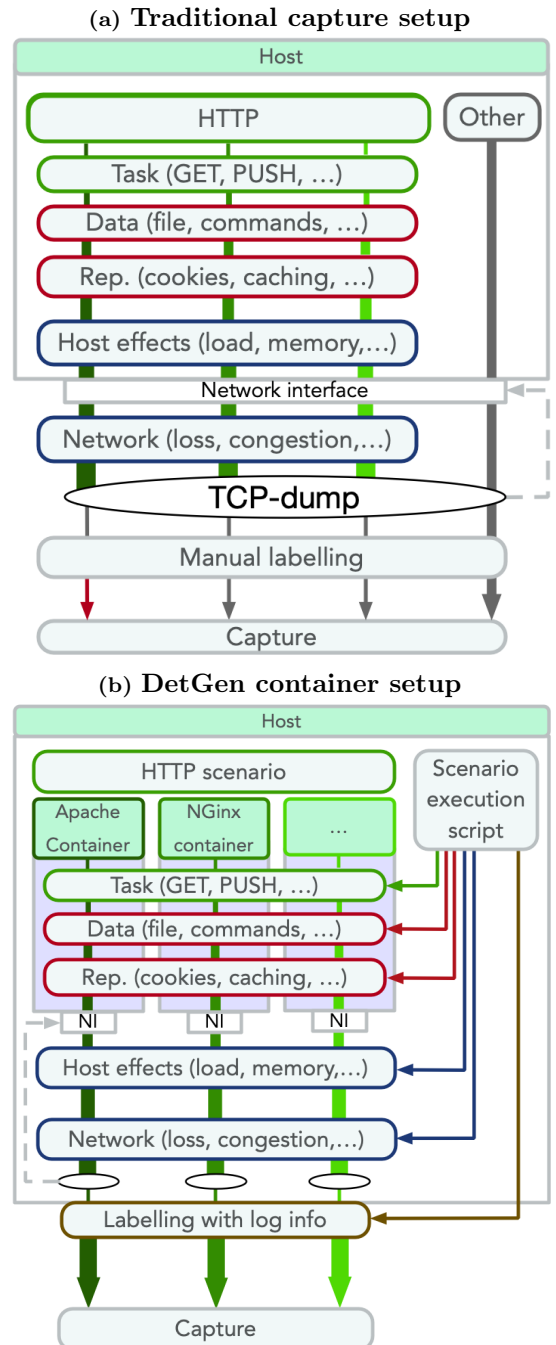 (a) Traditional capture setup
Host
HTTP
Other
Task (GET, PUSH, ...)
Data (file, commands, ...)
Rep. (cookies, caching, ...)
Host effects (load, memory,...)
Network interface
Network (loss, congestion,...)
TCP-dump
Manual labelling
Capture
(b) DetGen container setup
Host
HTTP scenario
Scenario
execution
script
Apache
Container
NGinx
container
...
Task (GET, PUSH, ...)
Data (file, commands, ...)
Rep. (cookies, caching, ...)
NI
NI
NI
Host effects (load, memory,...)
Network (loss, congestion,...)
Labelling with log info
Capture